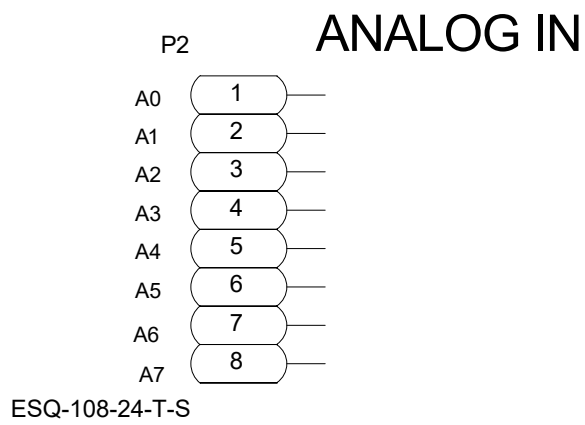 P2 ANALOG IN
A0 1
A1 2
A2 3
A3 4
A4 5
A5 6
A6 7
A7 8
ESQ-108-24-T-S